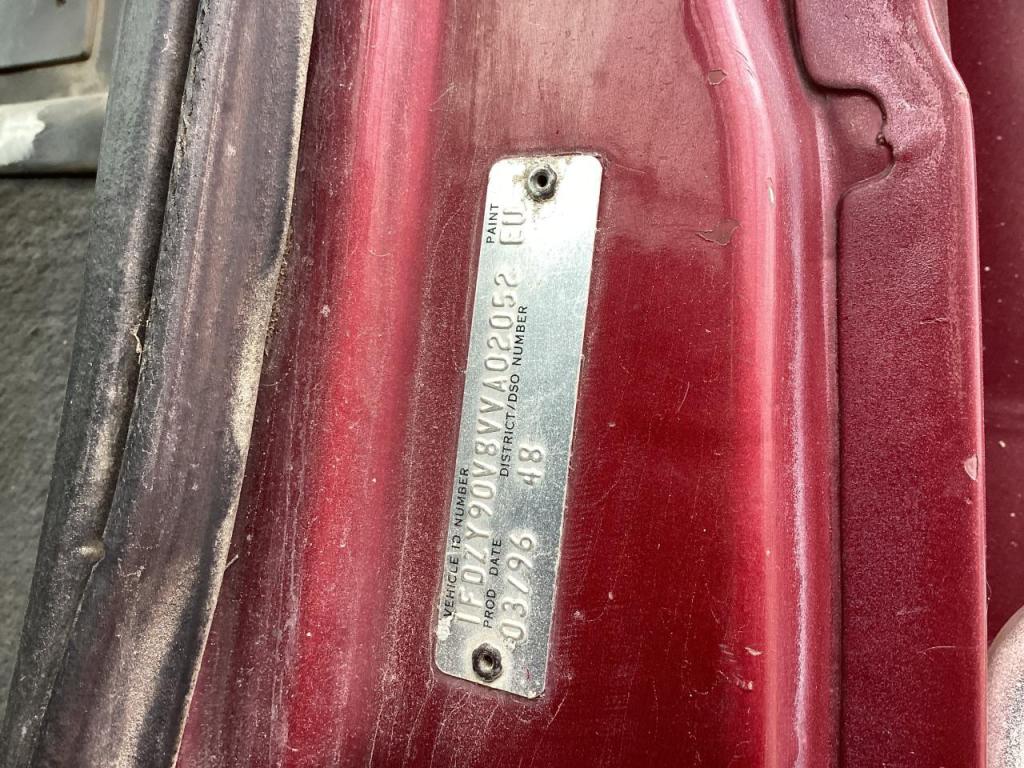 VEHICLE ID NUMBER PAINT
1FDZY90V8VVA02052 EU
PROD DATE DISTRICT/DSO NUMBER
03/96 48